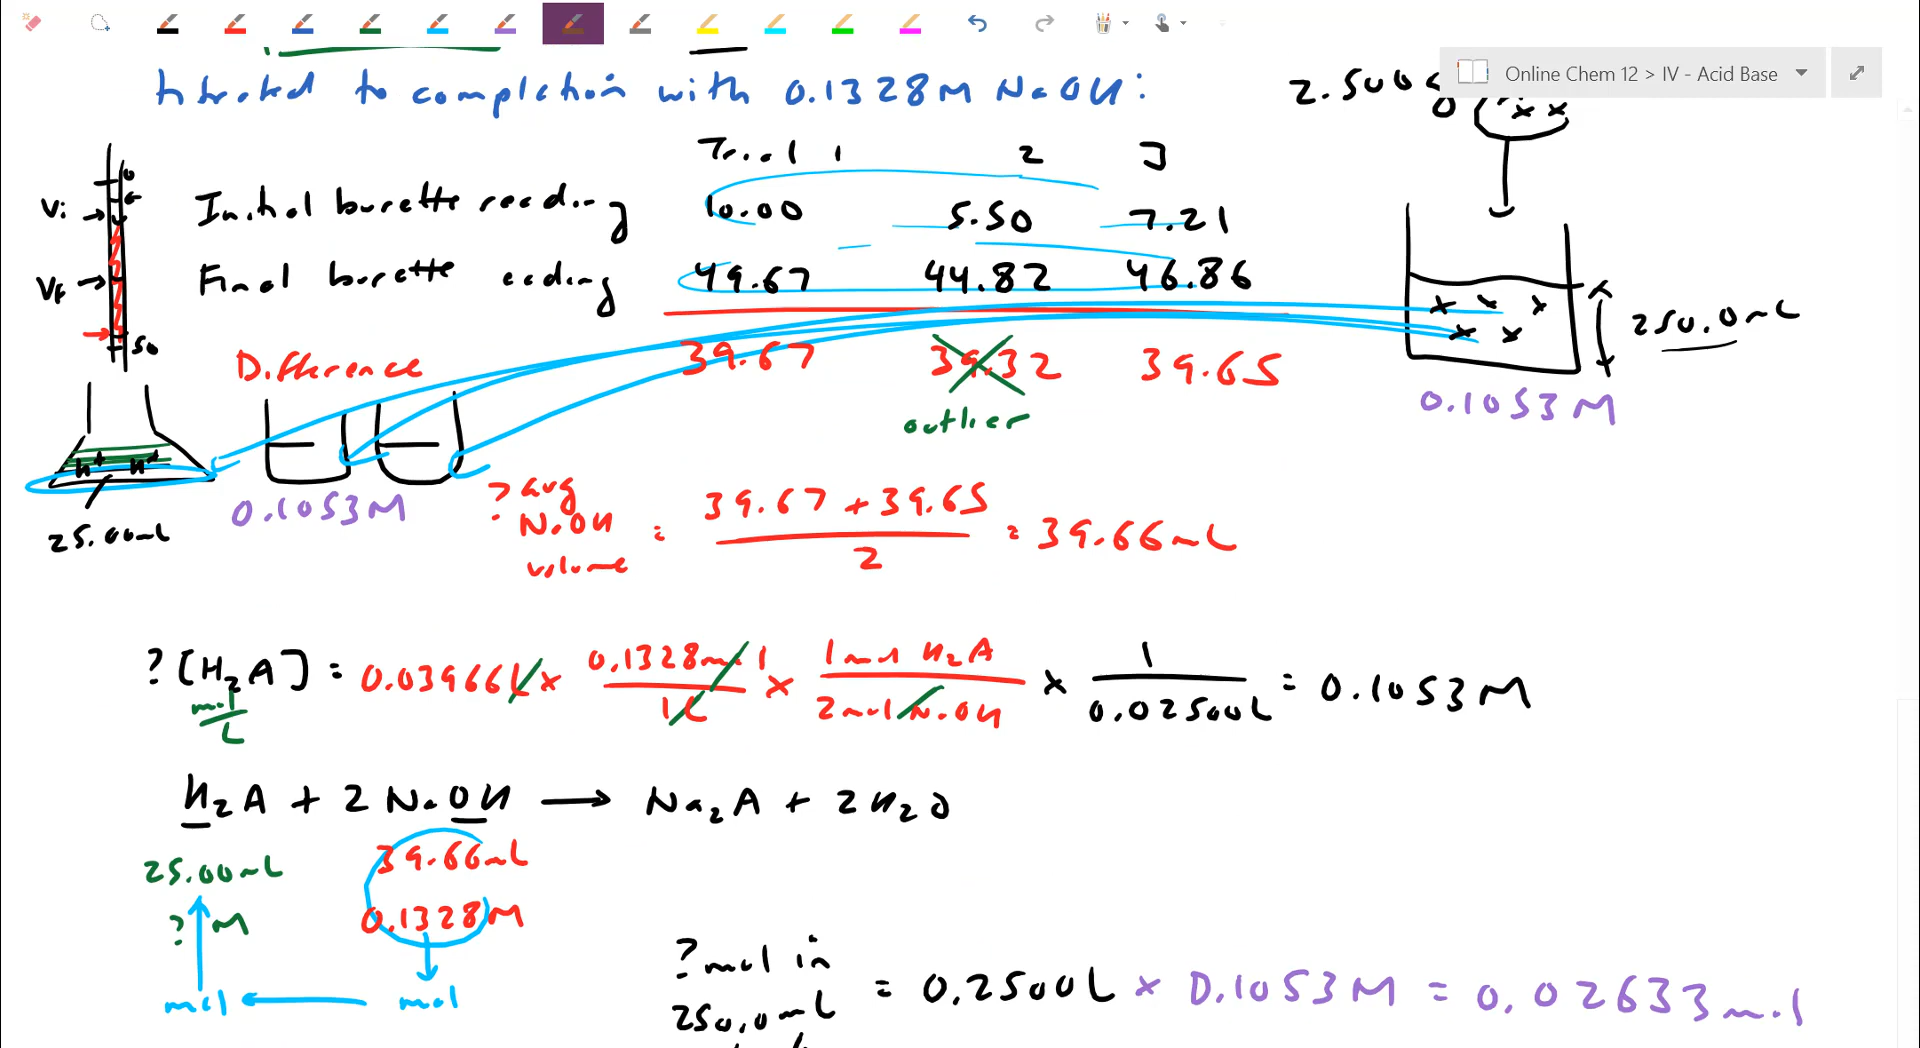 Online Chem 12 > IV - Acid Base
titrated to completion with 0.1328M NaOH:
2.500g
Trial 1 2 3
Vi
Initial burette reading 10.00 5.50 7.21
Vf
Final burette eading 49.67 44.82 46.86
0
50
250.0mL
Difference 39.67 39.32 39.65
0.1053M
outlier
H+ H+
25.00mL
0.1053M
? avg NaOH volume = 39.67 + 39.65 / 2 = 39.66mL
?[H2A] = 0.03966L x 0.1328mol / 1L x 1mol H2A / 2mol NaOH x 1 / 0.02500L = 0.1053M
mol / L
H2A + 2NaOH → Na2A + 2H2O
25.00mL 39.66mL
? M 0.1328M
mol ← mol
?mol in
250.0mL = 0.2500L x 0.1053M = 0.02633mol